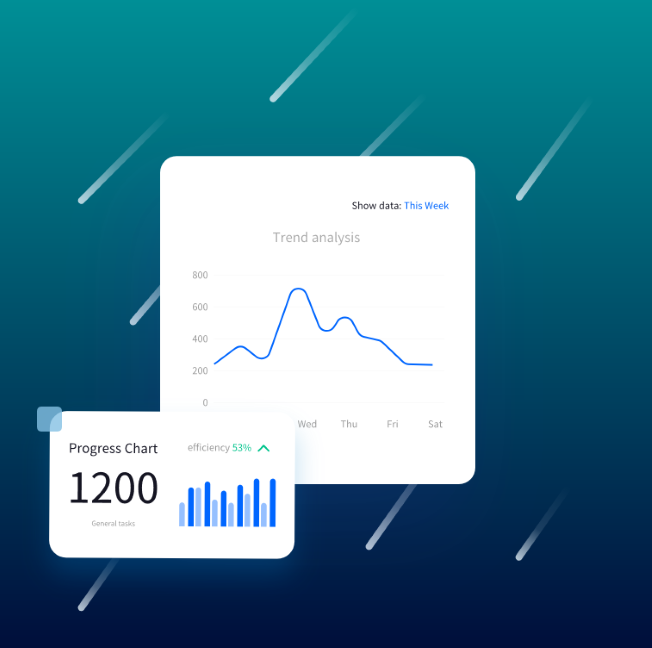 Show data: This Week
Trend analysis
800
600
400
200
0
Wed Thu Fri Sat
Progress Chart
efficiency 53%
1200
General tasks